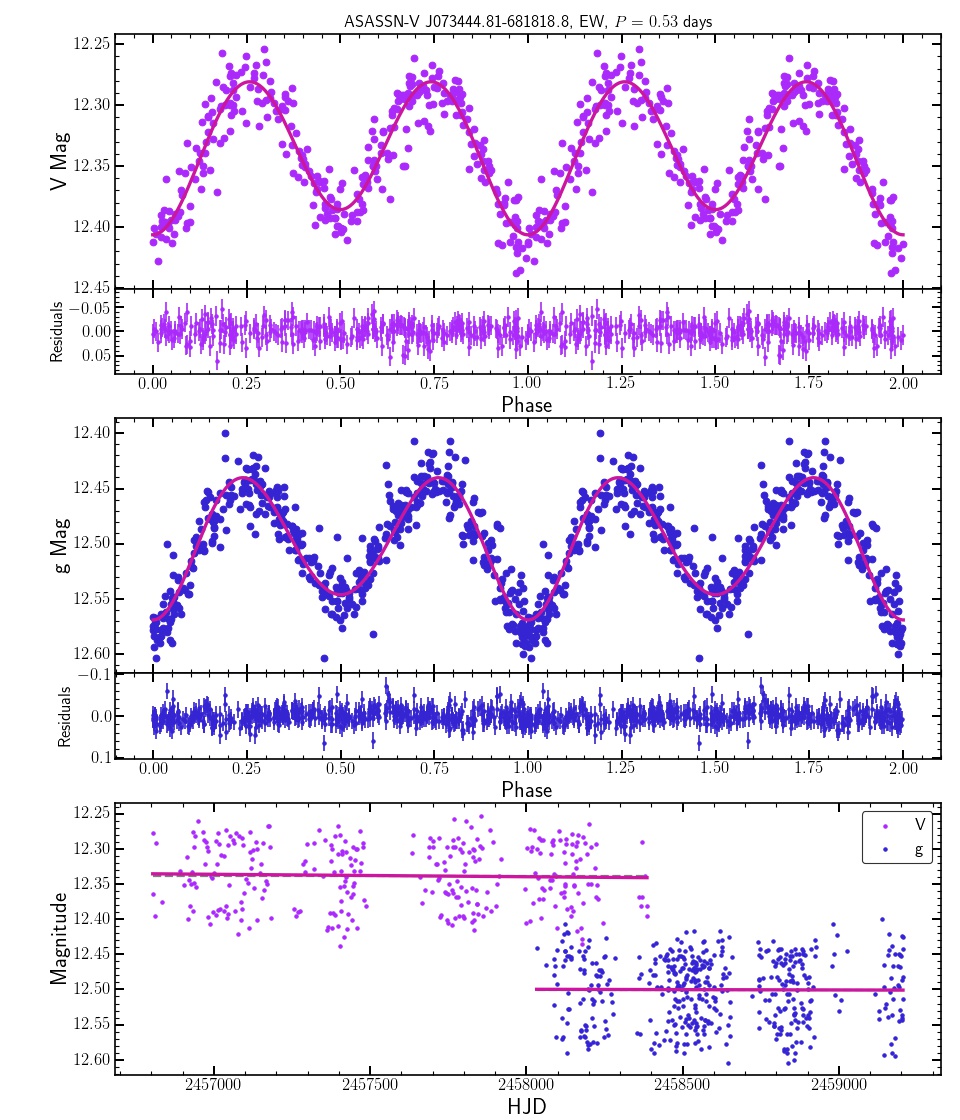 ASASSN-V J073444.81-681818.8, EW, P = 0.53 days
12.25
12.30
12.35
12.40
12.45
V Mag
−0.05
0.00
0.05
Residuals
0.00 0.25 0.50 0.75 1.00 1.25 1.50 1.75 2.00
Phase
12.40
12.45
12.50
12.55
12.60
g Mag
−0.1
0.0
0.1
Residuals
0.00 0.25 0.50 0.75 1.00 1.25 1.50 1.75 2.00
Phase
12.25
12.30
12.35
12.40
12.45
12.50
12.55
12.60
Magnitude
V
g
2457000 2457500 2458000 2458500 2459000
HJD